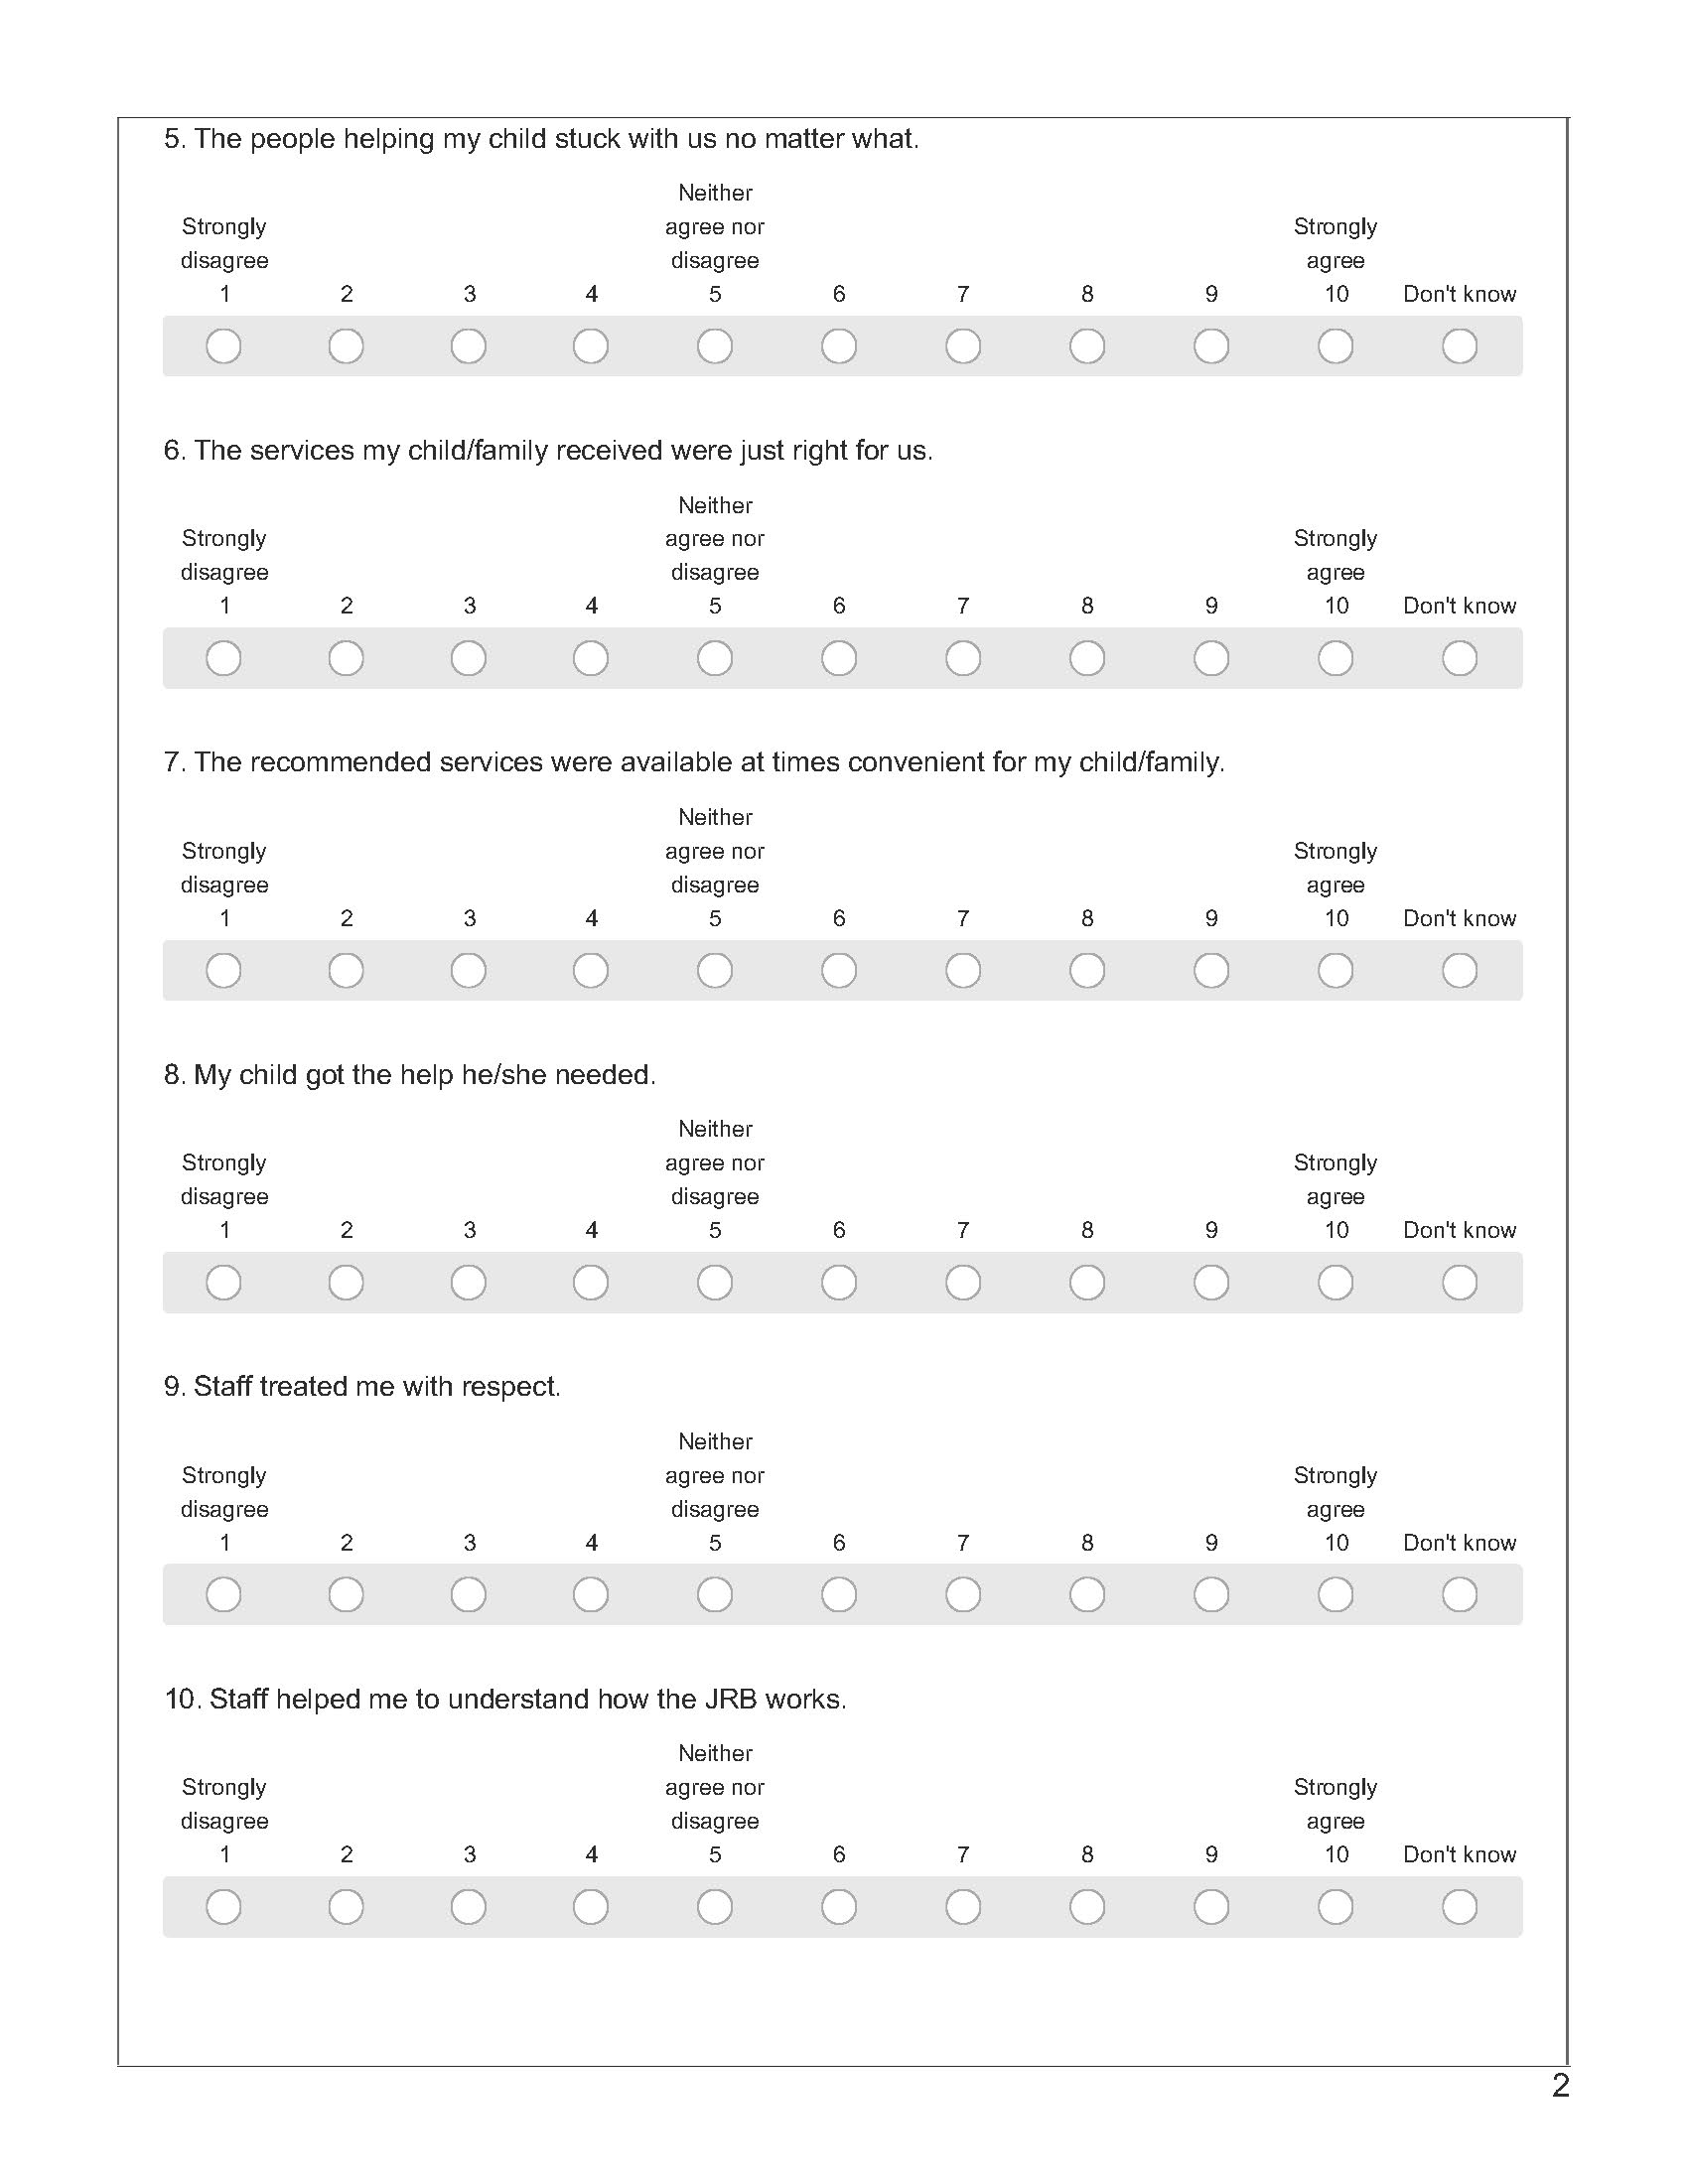 5. The people helping my child stuck with us no matter what.
Neither
Strongly agree nor Strongly
disagree disagree agree
1 2 3 4 5 6 7 8 9 10 Don't know
6. The services my child/family received were just right for us.
Neither
Strongly agree nor Strongly
disagree disagree agree
1 2 3 4 5 6 7 8 9 10 Don't know
7. The recommended services were available at times convenient for my child/family.
Neither
Strongly agree nor Strongly
disagree disagree agree
1 2 3 4 5 6 7 8 9 10 Don't know
8. My child got the help he/she needed.
Neither
Strongly agree nor Strongly
disagree disagree agree
1 2 3 4 5 6 7 8 9 10 Don't know
9. Staff treated me with respect.
Neither
Strongly agree nor Strongly
disagree disagree agree
1 2 3 4 5 6 7 8 9 10 Don't know
10. Staff helped me to understand how the JRB works.
Neither
Strongly agree nor Strongly
disagree disagree agree
1 2 3 4 5 6 7 8 9 10 Don't know
2